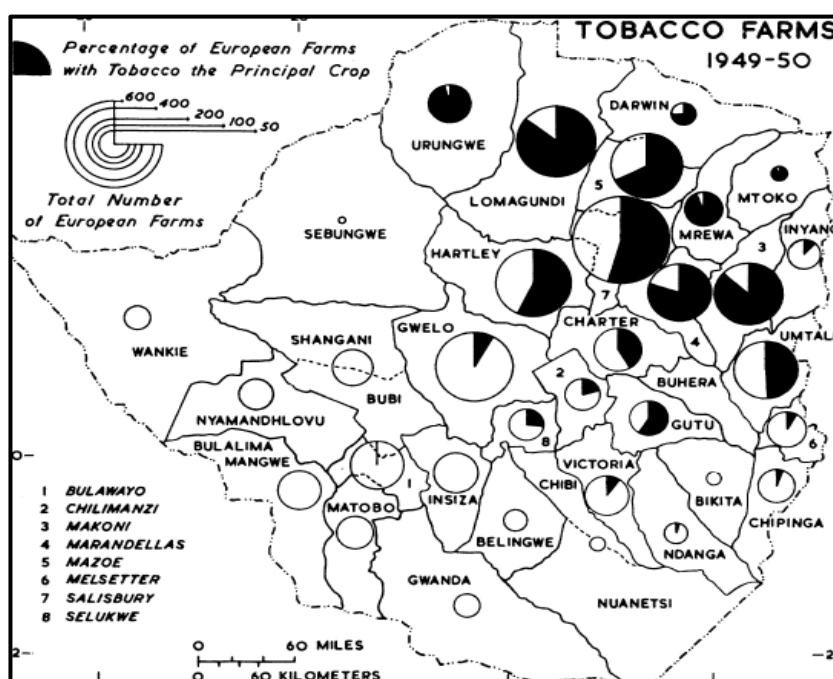 TOBACCO FARMS
1949-50
Percentage of European Farms
with Tobacco the Principal Crop
600
400
200
100
50
Total Number
of European Farms
URUNGWE
DARWIN
LOMAGUNDI
5
MTOKO
MREWA
SEBUNGWE
HARTLEY
3
INYANG
7
WANKIE
SHANGANI
GWELO
CHARTER
4
UMTALI
2
BUHERA
NYAMANDHLOVU
BUBI
8
GUTU
6
BULALIMA
MANGWE
1
MATOBO
INSIZA
VICTORIA
CHIBI
BIKITA
CHIPINGA
BELINGWE
NDANGA
GWANDA
NUANETSI
1 BULAWAYO
2 CHILIMANZI
3 MAKONI
4 MARANDELLAS
5 MAZOE
6 MELSETTER
7 SALISBURY
8 SELUKWE
0 60 MILES
0 60 KILOMETERS